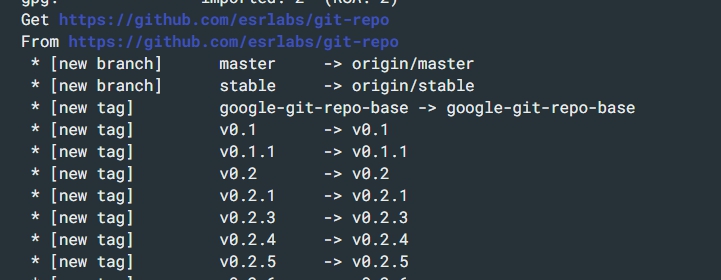 gpg: imported: 2 (RSA: 2)
Get https://github.com/esrlabs/git-repo
From https://github.com/esrlabs/git-repo
* [new branch] master -> origin/master
* [new branch] stable -> origin/stable
* [new tag] google-git-repo-base -> google-git-repo-base
* [new tag] v0.1 -> v0.1
* [new tag] v0.1.1 -> v0.1.1
* [new tag] v0.2 -> v0.2
* [new tag] v0.2.1 -> v0.2.1
* [new tag] v0.2.3 -> v0.2.3
* [new tag] v0.2.4 -> v0.2.4
* [new tag] v0.2.5 -> v0.2.5